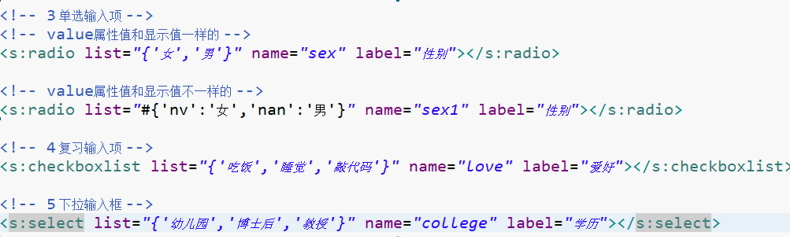 <!-- 3单选输入项 -->
<!-- value属性值和显示值一样的 -->
<s:radio list="{'女','男'}" name="sex" label="性别"></s:radio>
<!-- value属性值和显示值不一样的 -->
<s:radio list="#{'nv':'女','nan':'男'}" name="sex1" label="性别"></s:radio>
<!-- 4复习输入项 -->
<s:checkboxlist list="{'吃饭','睡觉','敲代码'}" name="love" label="爱好"></s:checkboxlist>
<!-- 5下拉输入框 -->
<s:select list="{'幼儿园','博士后','教授'}" name="college" label="学历"></s:select>